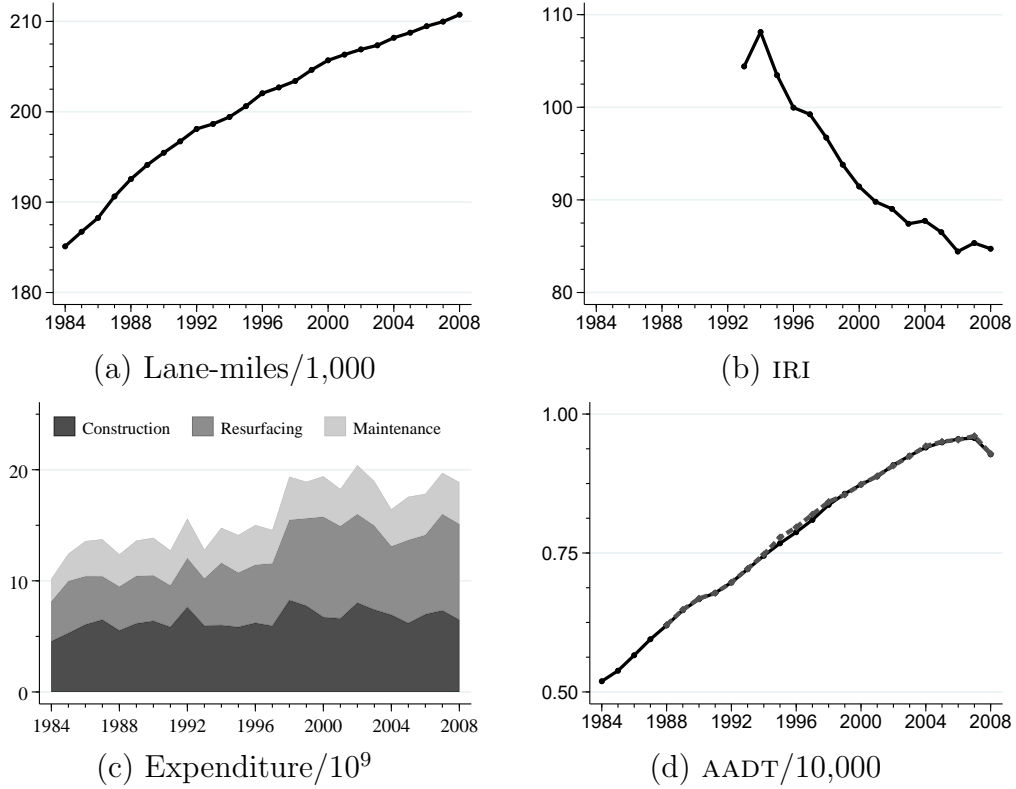 210
200
190
180
1984 1988 1992 1996 2000 2004 2008
(a) Lane-miles/1,000
110
100
90
80
1984 1988 1992 1996 2000 2004 2008
(b) IRI
Construction Resurfacing Maintenance
20
10
0
1984 1988 1992 1996 2000 2004 2008
(c) Expenditure/10⁹
1.00
0.75
0.50
1984 1988 1992 1996 2000 2004 2008
(d) AADT/10,000